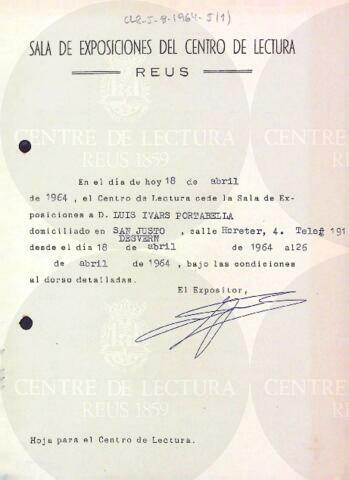 CL2-I-8-1964-5(1)
SALA DE EXPOSICIONES DEL CENTRO DE LECTURA
REUS
CENTRE DE LECTURA
REUS 1859
En el día de hoy 18 de abril
de 1964, el Centro de Lectura cede la Sala de Ex-
posiciones a D. LUIS IVARS PORTABELLA
domiciliado en SAN JUSTO DESVERN, calle Horeter, 4. Telef 191
desde el día 18 de abril de 1964 al 26
de abril de 1964, bajo las condiciones
al dorso detalladas.
El Expositor,
CENTRE DE LECTURA
REUS 1859
Hoja para el Centro de Lectura.